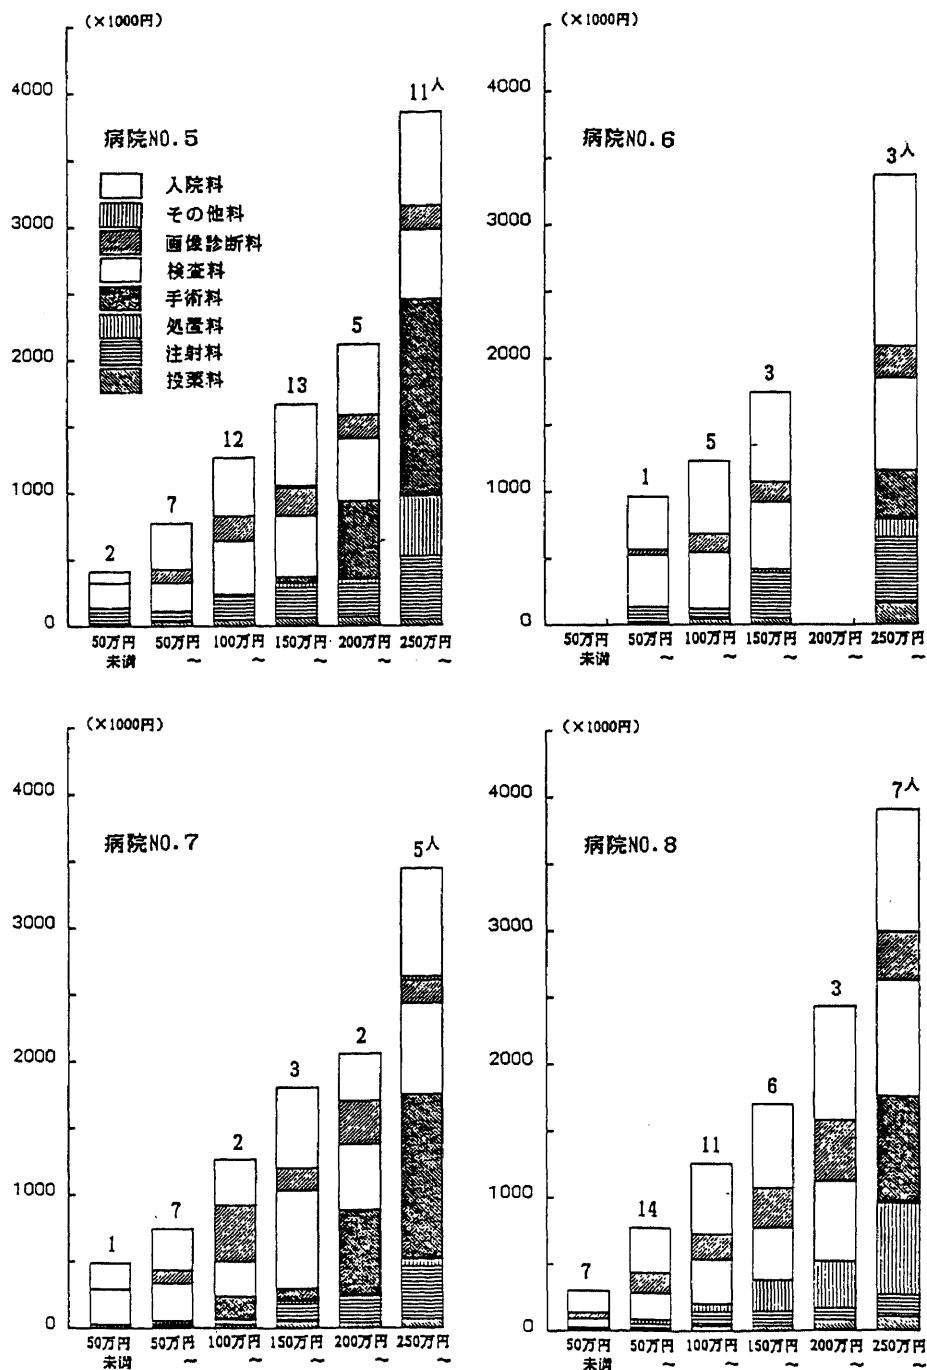 (×1000円)
4000
3000
2000
1000
0
病院NO.5
入院料
その他料
画像診断料
検査料
手術料
処置料
注射料
投薬料
2
7
12
13
5
11人
50万円 50万円 100万円 150万円 200万円 250万円
未満 〜 〜 〜 〜 〜
(×1000円)
4000
3000
2000
1000
0
病院NO.6
1
5
3
3人
50万円 50万円 100万円 150万円 200万円 250万円
未満 〜 〜 〜 〜 〜
(×1000円)
4000
3000
2000
1000
0
病院NO.7
1
7
2
3
2
5人
50万円 50万円 100万円 150万円 200万円 250万円
未満 〜 〜 〜 〜 〜
(×1000円)
4000
3000
2000
1000
0
病院NO.8
7
14
11
6
3
7人
50万円 50万円 100万円 150万円 200万円 250万円
未満 〜 〜 〜 〜 〜